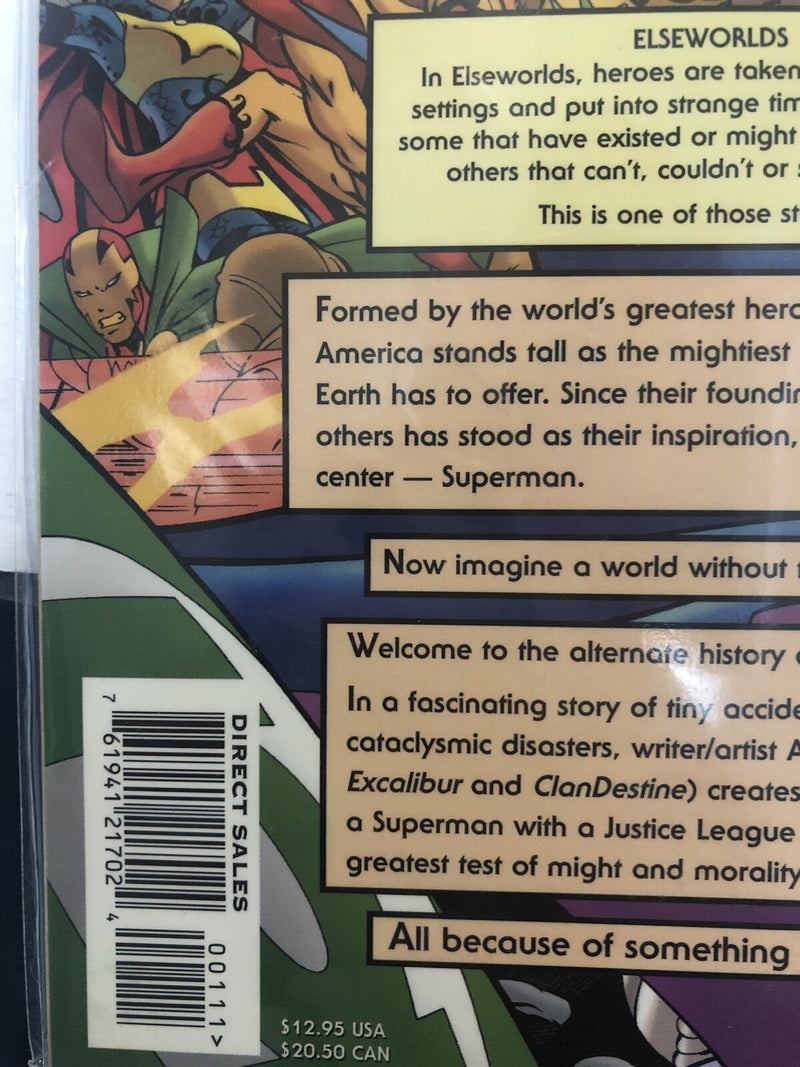 ELSEWORLDS
In Elseworlds, heroes are taken
settings and put into strange tim
some that have existed or might
others that can't, couldn't or
This is one of those st
Formed by the world's greatest hero
America stands tall as the mightiest
Earth has to offer. Since their foundin
others has stood as their inspiration,
center — Superman.
Now imagine a world without
Welcome to the alternate history
In a fascinating story of tiny accide
cataclysmic disasters, writer/artist A
Excalibur and ClanDestine) creates
a Superman with a Justice League
greatest test of might and morality
All because of something
DIRECT SALES
7 61941 21702 4
00111>
$12.95 USA
$20.50 CAN